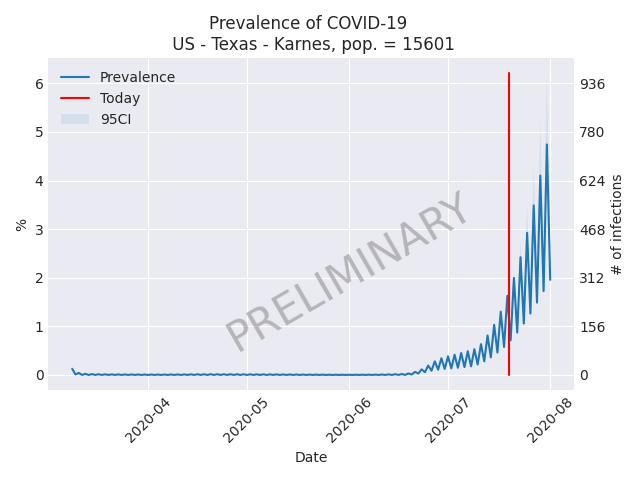 Prevalence of COVID-19
US - Texas - Karnes, pop. = 15601
Prevalence
Today
95CI
6
5
4
3
2
1
0
%
936
780
624
468
312
156
0
# of infections
PRELIMINARY
2020-04
2020-05
2020-06
2020-07
2020-08
Date